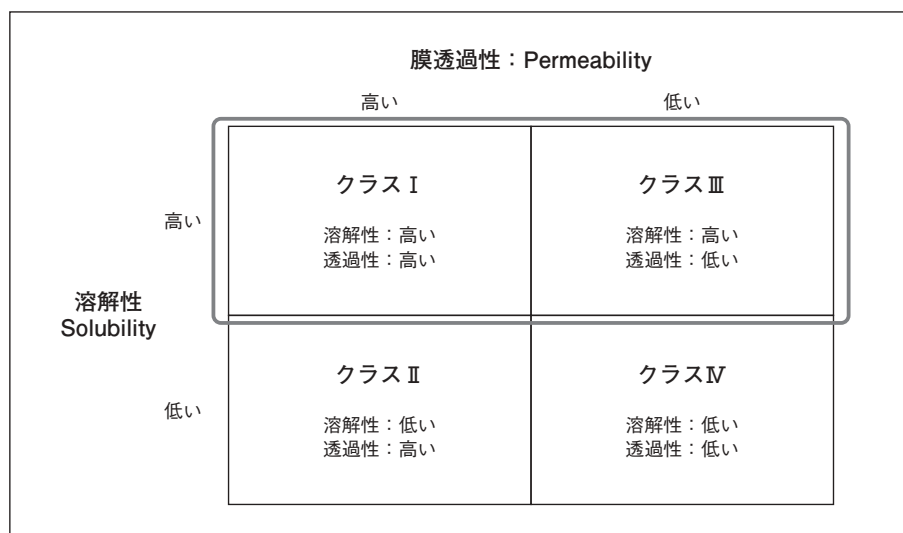 膜透過性：Permeability
高い
低い
高い
クラスⅠ
溶解性：高い
透過性：高い
クラスⅢ
溶解性：高い
透過性：低い
溶解性
Solubility
低い
クラスⅡ
溶解性：低い
透過性：高い
クラスⅣ
溶解性：低い
透過性：低い